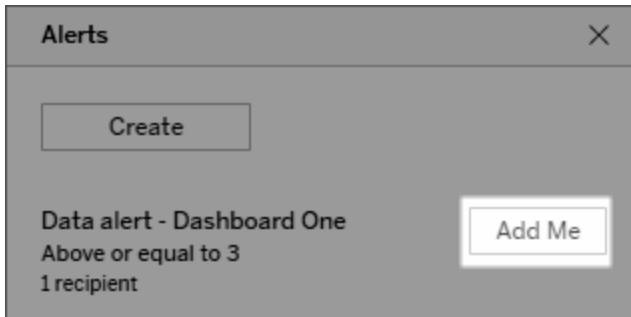 Alerts
Create
Data alert - Dashboard One
Add Me
Above or equal to 3
1 recipient